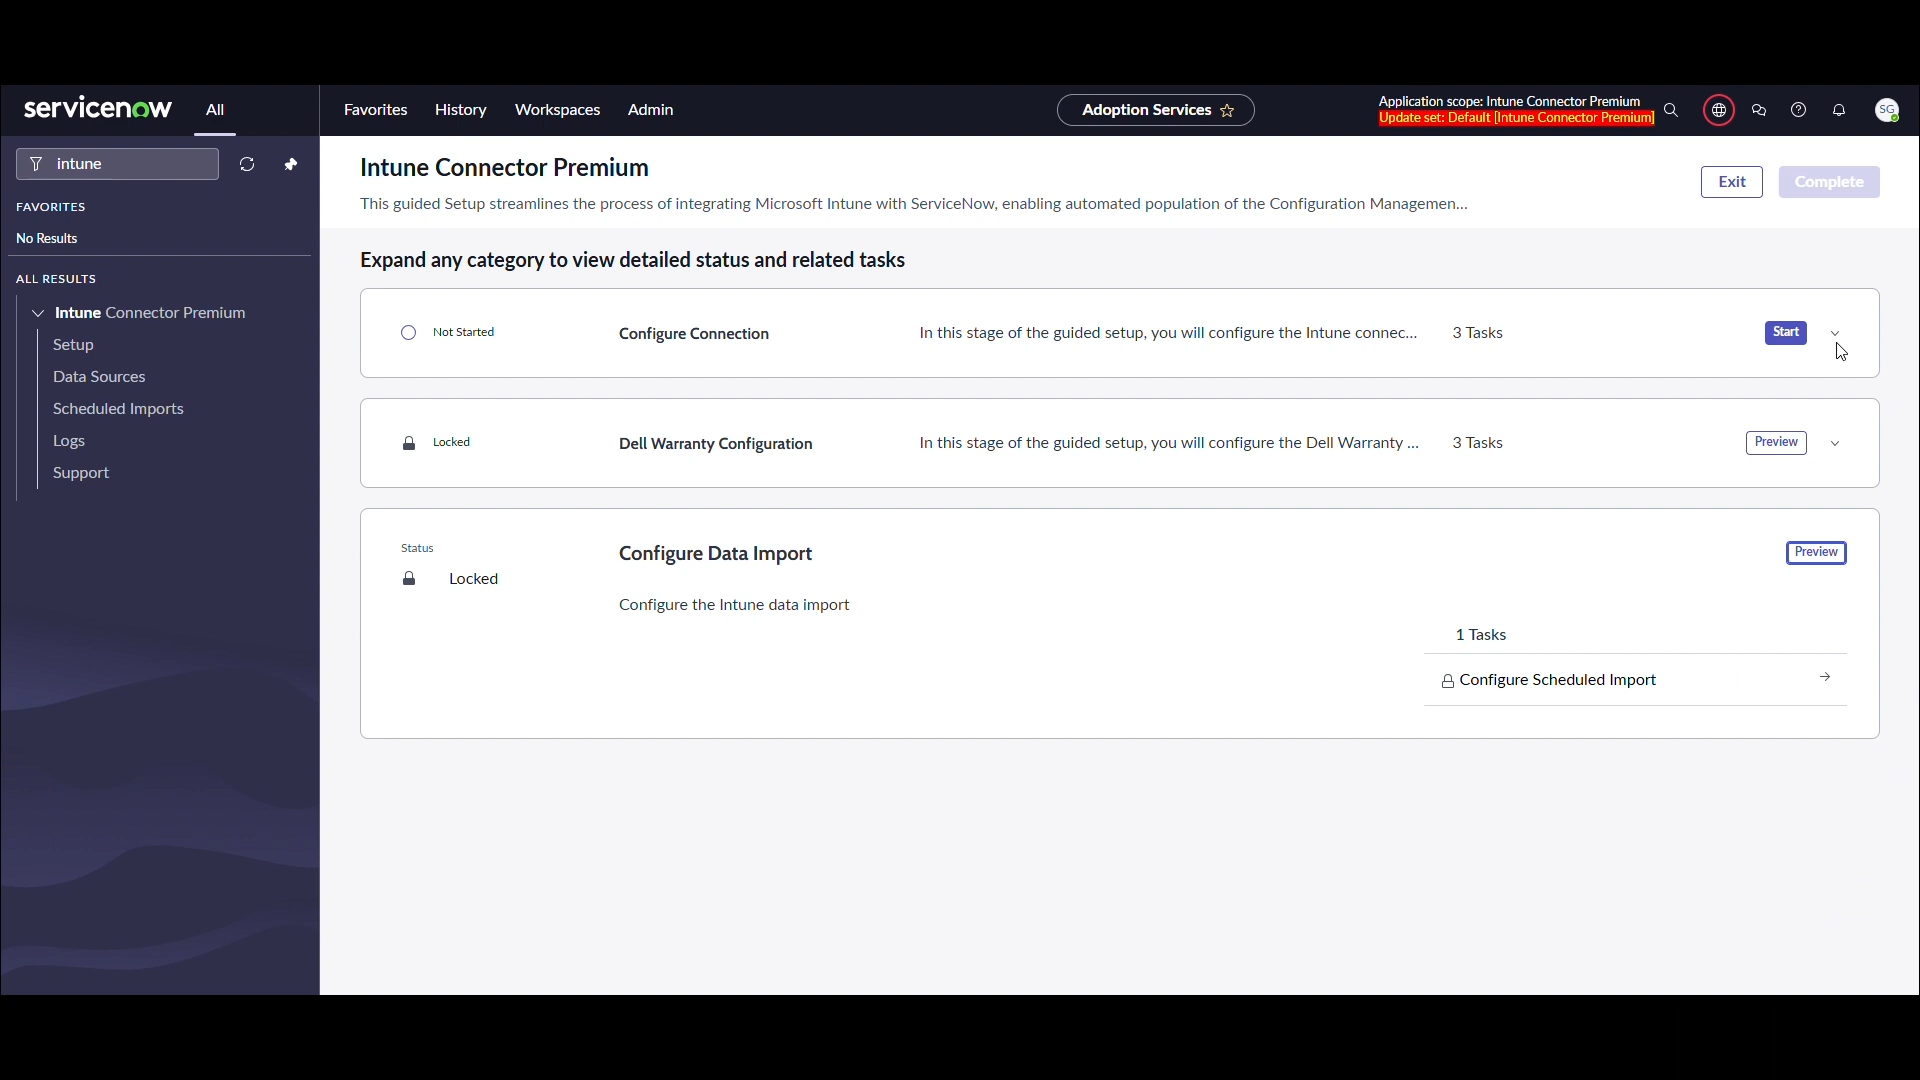 servicenow
All
Favorites
History
Workspaces
Admin
Adoption Services
Application scope: Intune Connector Premium
Update set: Default [Intune Connector Premium]
SG
intune
FAVORITES
No Results
ALL RESULTS
Intune Connector Premium
Setup
Data Sources
Scheduled Imports
Logs
Support
Intune Connector Premium
This guided Setup streamlines the process of integrating Microsoft Intune with ServiceNow, enabling automated population of the Configuration Managemen...
Exit
Complete
Expand any category to view detailed status and related tasks
Not Started
Configure Connection
In this stage of the guided setup, you will configure the Intune connec...
3 Tasks
Start
Locked
Dell Warranty Configuration
In this stage of the guided setup, you will configure the Dell Warranty ...
3 Tasks
Preview
Status
Locked
Configure Data Import
Configure the Intune data import
Preview
1 Tasks
Configure Scheduled Import